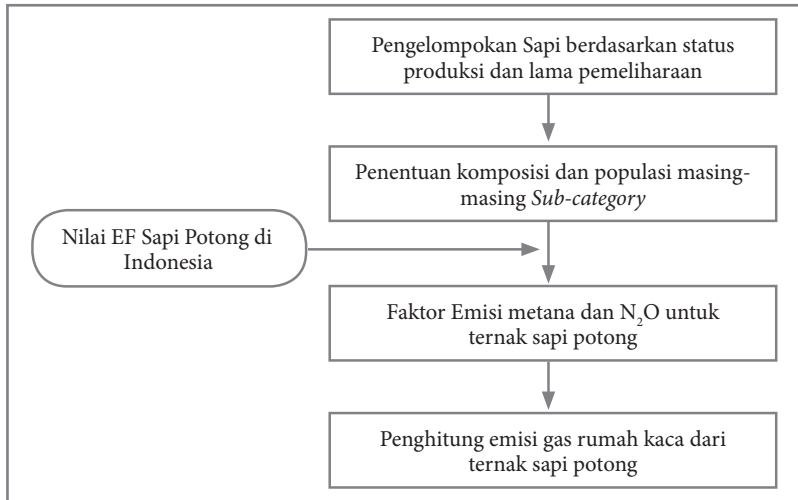 Pengelompokan Sapi berdasarkan status
produksi dan lama pemeliharaan
Penentuan komposisi dan populasi masing-
masing Sub-category
Nilai EF Sapi Potong di
Indonesia
Faktor Emisi metana dan N₂O untuk
ternak sapi potong
Penghitung emisi gas rumah kaca dari
ternak sapi potong